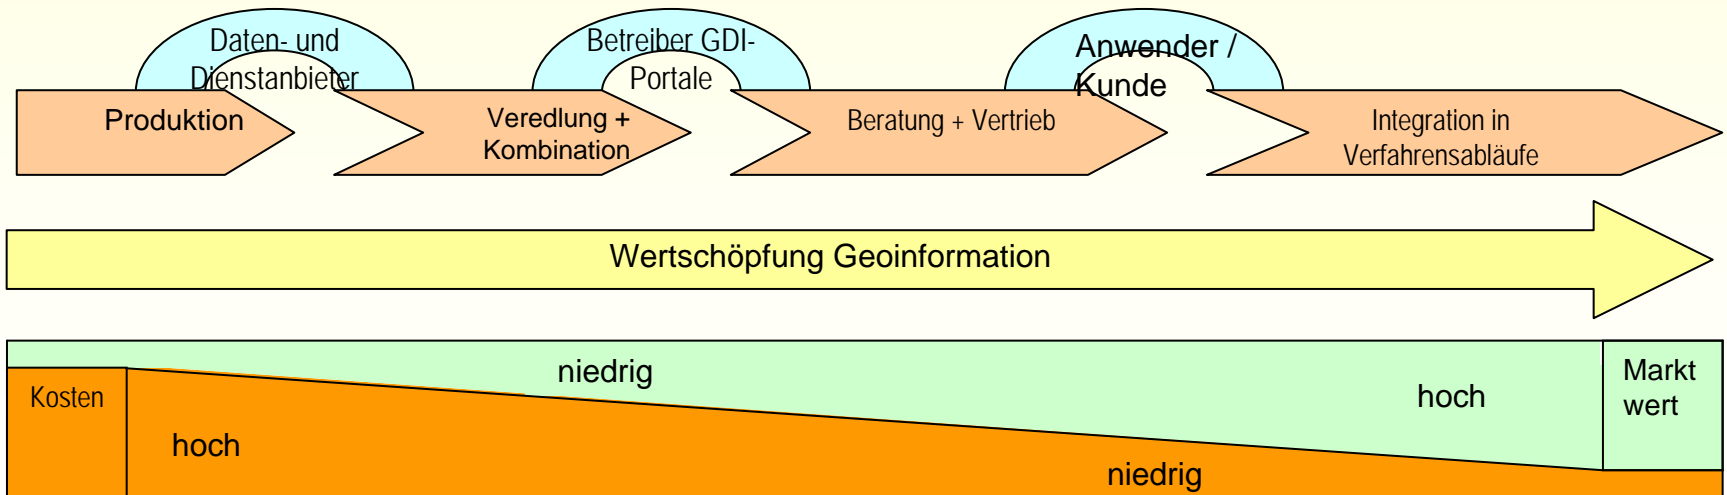 Daten- und
Dienstanbieter
Betreiber GDI-
Portale
Anwender /
Kunde
Produktion
Veredlung +
Kombination
Beratung + Vertrieb
Integration in
Verfahrensabläufe
Wertschöpfung Geoinformation
Kosten
hoch
niedrig
niedrig
hoch
Markt
wert